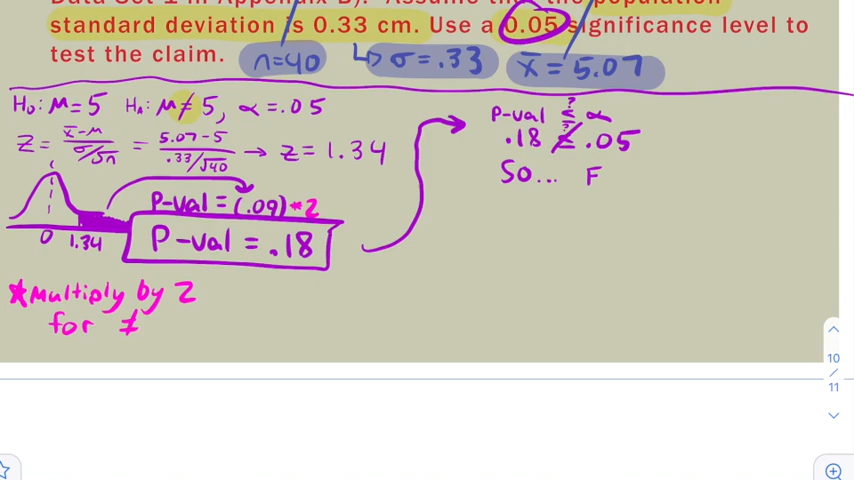 Data Set 1 in Appendix B). Assume that the population
standard deviation is 0.33 cm. Use a 0.05 significance level to
test the claim. n=40 ↳ σ=.33 x̄=5.07
H₀: M=5 Hₐ: M≠5, α=.05
Z = x̄-μ / σ/√n = 5.07-5 / .33/√40 → Z=1.34
0 1.34
P-val = (.09)*2
P-val = .18
*Multiply by 2
for ≠
P-val ≤? α
.18 ≰? .05
So... F
10
/
11